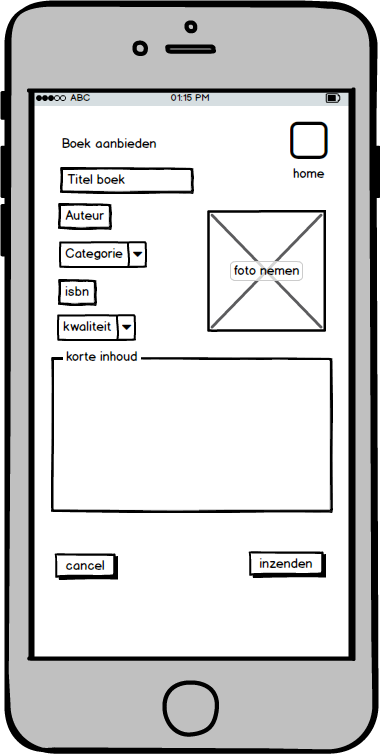 ABC 01:15 PM
Boek aanbieden
home
Titel boek
Auteur
Categorie
foto nemen
isbn
kwaliteit
korte inhoud
cancel
inzenden